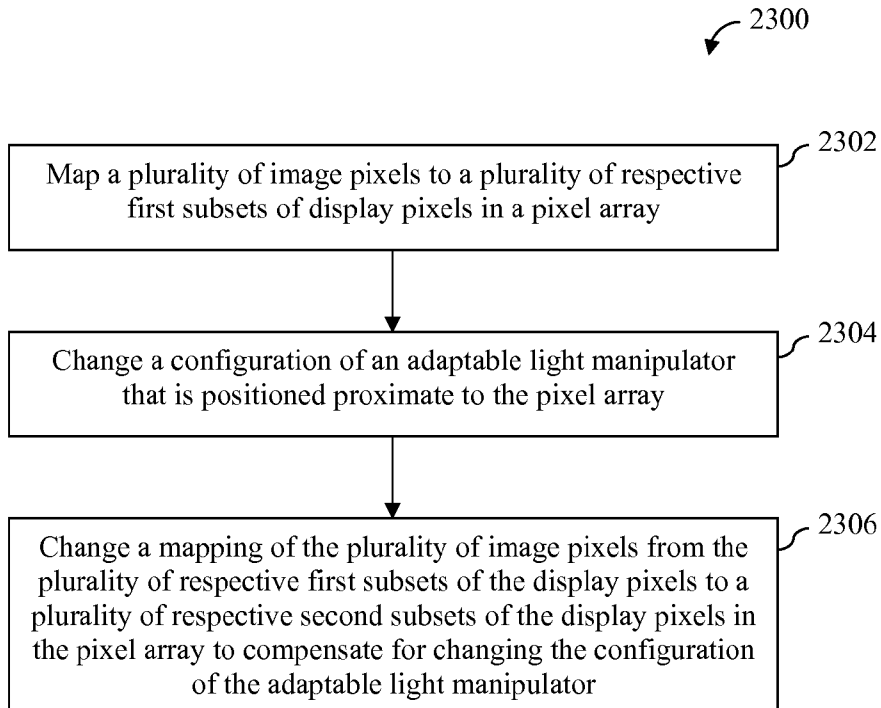 2300
2302
Map a plurality of image pixels to a plurality of respective
first subsets of display pixels in a pixel array
2304
Change a configuration of an adaptable light manipulator
that is positioned proximate to the pixel array
2306
Change a mapping of the plurality of image pixels from the
plurality of respective first subsets of the display pixels to a
plurality of respective second subsets of the display pixels in
the pixel array to compensate for changing the configuration
of the adaptable light manipulator